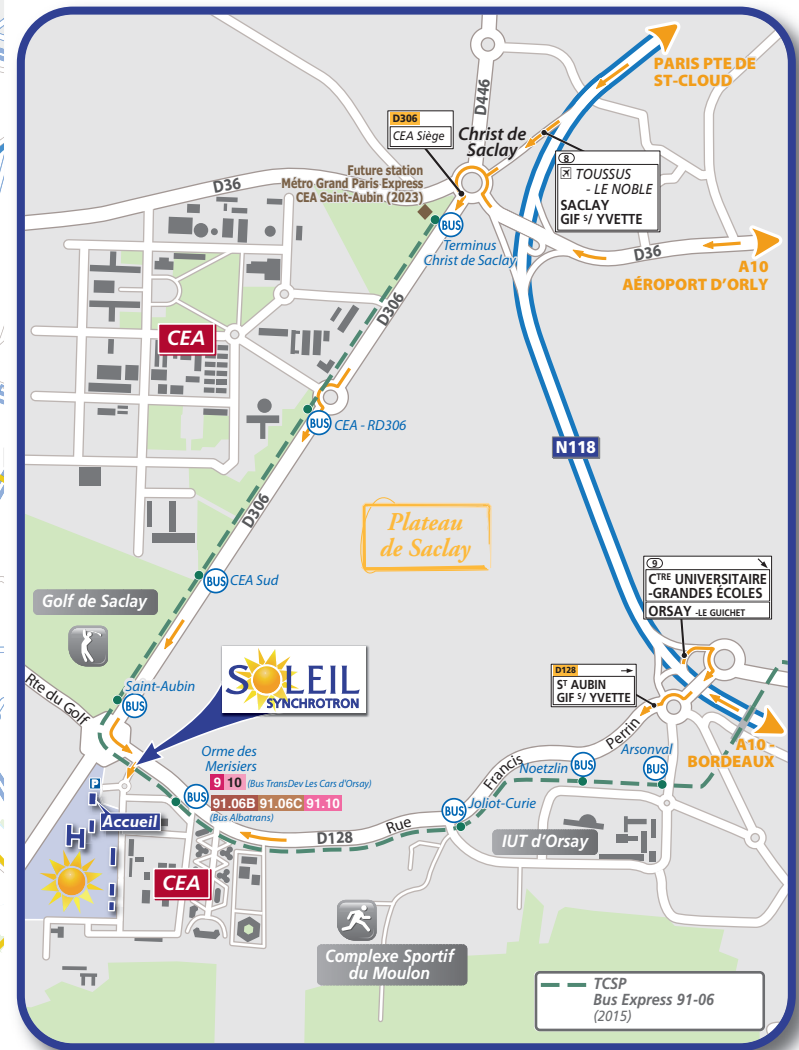 PARIS PTE DE
ST-CLOUD
D446
D306
CEA Siège
Christ de
Saclay
8
TOUSSUS
- LE NOBLE
SACLAY
GIF S/ YVETTE
Future station
Métro Grand Paris Express
CEA Saint-Aubin (2023)
D36
BUS
Terminus
Christ de Saclay
D36
A10
AÉROPORT D'ORLY
D306
CEA
BUS
CEA - RD306
N118
D306
Plateau
de Saclay
BUS
CEA Sud
Golf de Saclay
9
CTRE UNIVERSITAIRE
-GRANDES ÉCOLES
ORSAY -LE GUICHET
SOLEIL
SYNCHROTRON
D128
ST AUBIN
GIF S/ YVETTE
Rte du Golf
Saint-Aubin
BUS
A10 -
BORDEAUX
Orme des
Merisiers
9 10 (Bus TransDev Les Cars d'Orsay)
BUS
91.06B 91.06C 91.10
(Bus Albatrans)
P
Accueil
H
D128
Rue Francis Perrin
Noetzlin
BUS
Arsonval
BUS
BUS
Joliot-Curie
IUT d'Orsay
CEA
Complexe Sportif
du Moulon
TCSP
Bus Express 91-06
(2015)